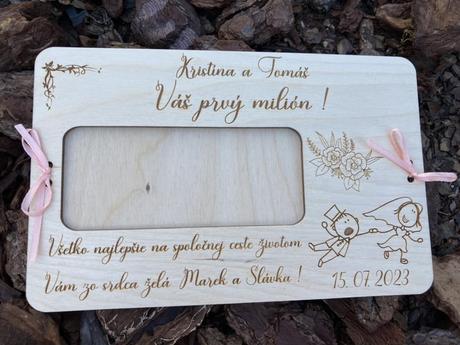 Kristína a Tomáš
Váš prvý milión !
Všetko najlepšie na spoločnej ceste životom
Vám zo srdca želá Marek a Slávka !
15. 07. 2023